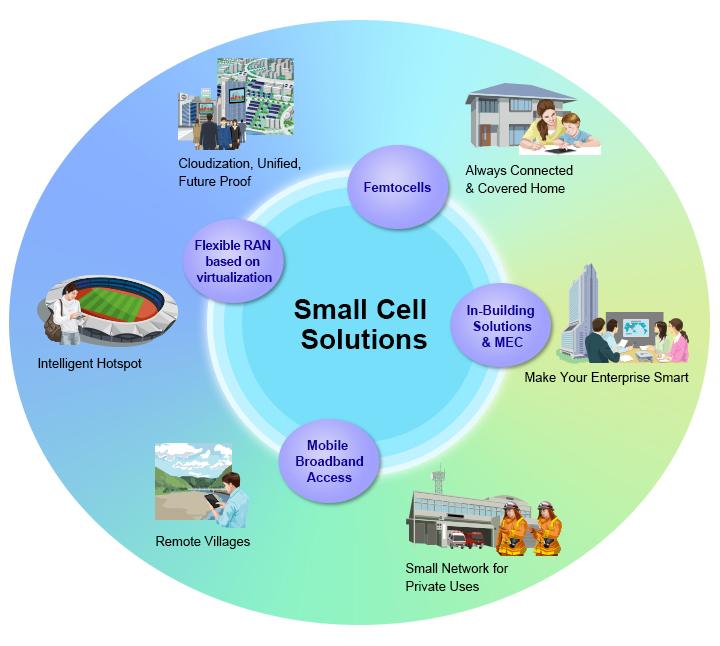 Cloudization, Unified,
Future Proof
Always Connected
& Covered Home
Femtocells
Flexible RAN
based on
virtualization
Small Cell
Solutions
In-Building
Solutions
& MEC
Intelligent Hotspot
Make Your Enterprise Smart
Mobile
Broadband
Access
Remote Villages
Small Network for
Private Uses